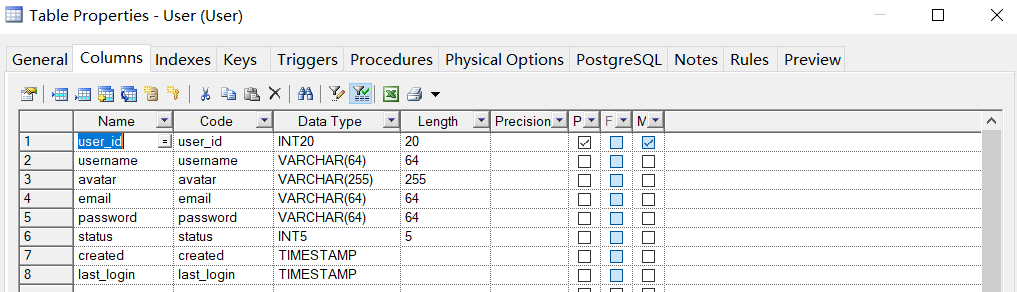 Table Properties - User (User)
General Columns Indexes Keys Triggers Procedures Physical Options PostgreSQL Notes Rules Preview
Name Code Data Type Length Precision P F M
1 user_id = user_id INT20 20
2 username username VARCHAR(64) 64
3 avatar avatar VARCHAR(255) 255
4 email email VARCHAR(64) 64
5 password password VARCHAR(64) 64
6 status status INT5 5
7 created created TIMESTAMP
8 last_login last_login TIMESTAMP